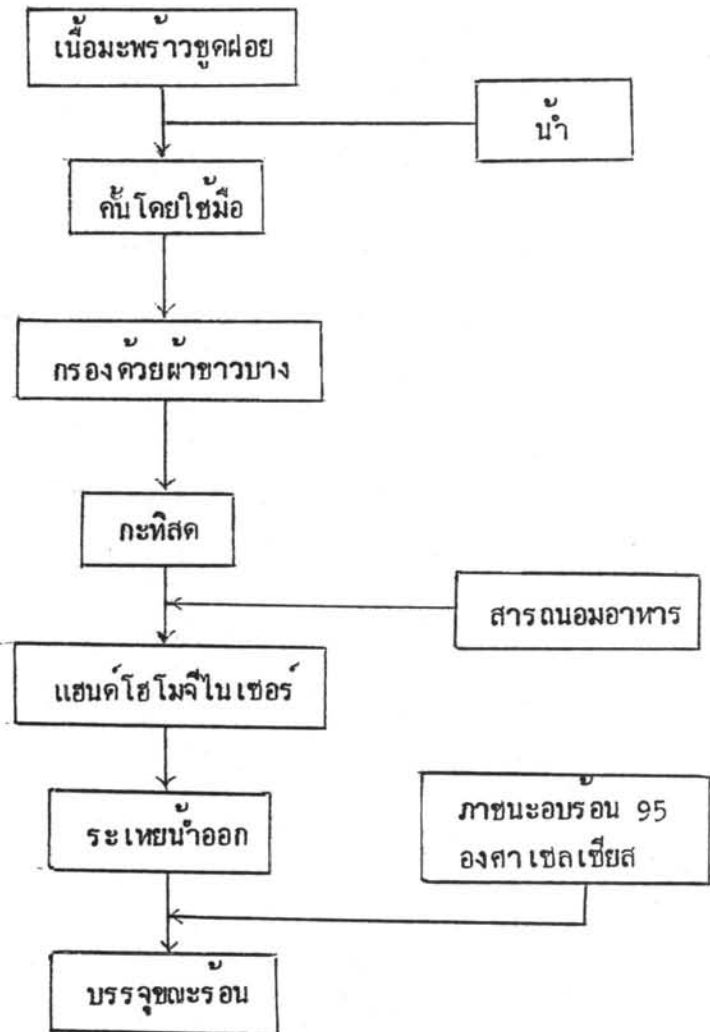 เนื้อมะพร้าวขูดฝอย
น้ำ
คั้นโดยใช้มือ
กรองด้วยผ้าขาวบาง
กะทิสด
สารถนอมอาหาร
แฮนด์โฮโมจีไนเซอร์
ระเหยน้ำออก
ภาชนะอบร้อน 95
องศาเซลเซียส
บรรจุขณะร้อน